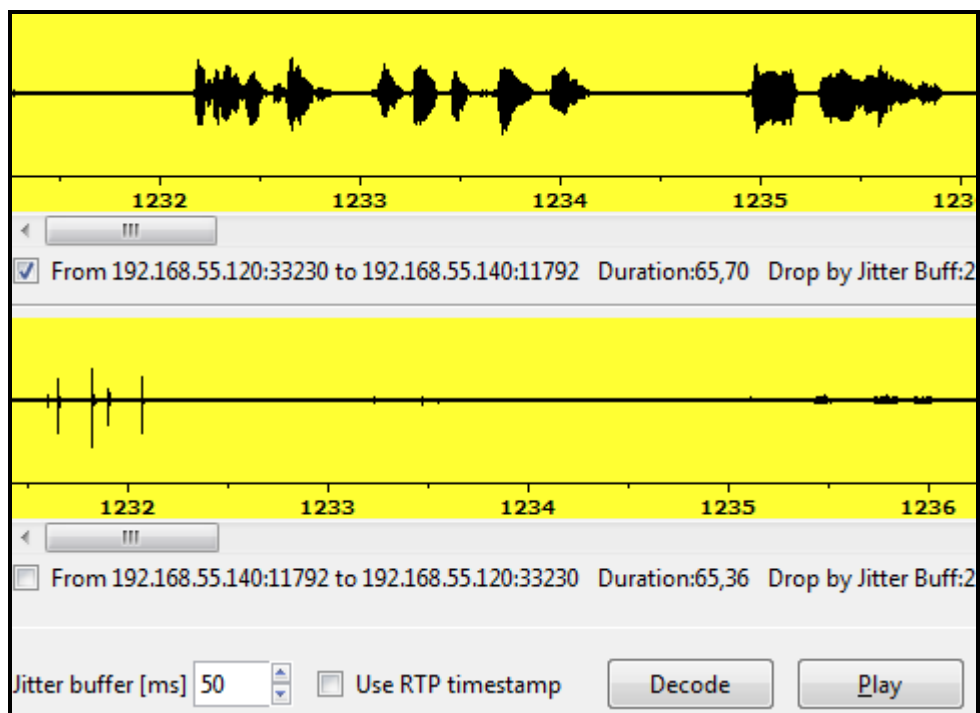 1232 1233 1234 1235 123
From 192.168.55.120:33230 to 192.168.55.140:11792 Duration:65,70 Drop by Jitter Buff:2
1232 1233 1234 1235 1236
From 192.168.55.140:11792 to 192.168.55.120:33230 Duration:65,36 Drop by Jitter Buff:2
Jitter buffer [ms] 50 Use RTP timestamp Decode Play